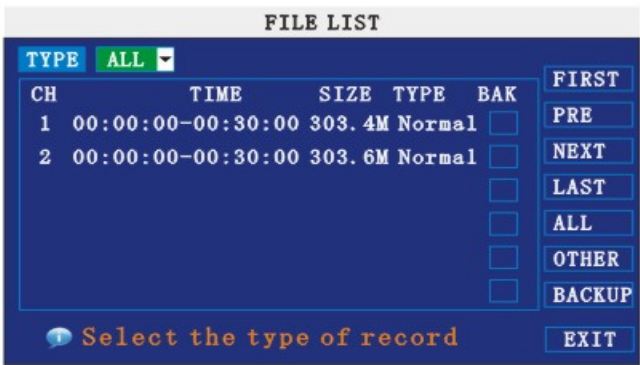 FILE LIST
TYPE ALL
CH TIME SIZE TYPE BAK
1 00:00:00-00:30:00 303.4M Normal
2 00:00:00-00:30:00 303.6M Normal
FIRST
PRE
NEXT
LAST
ALL
OTHER
BACKUP
Select the type of record
EXIT